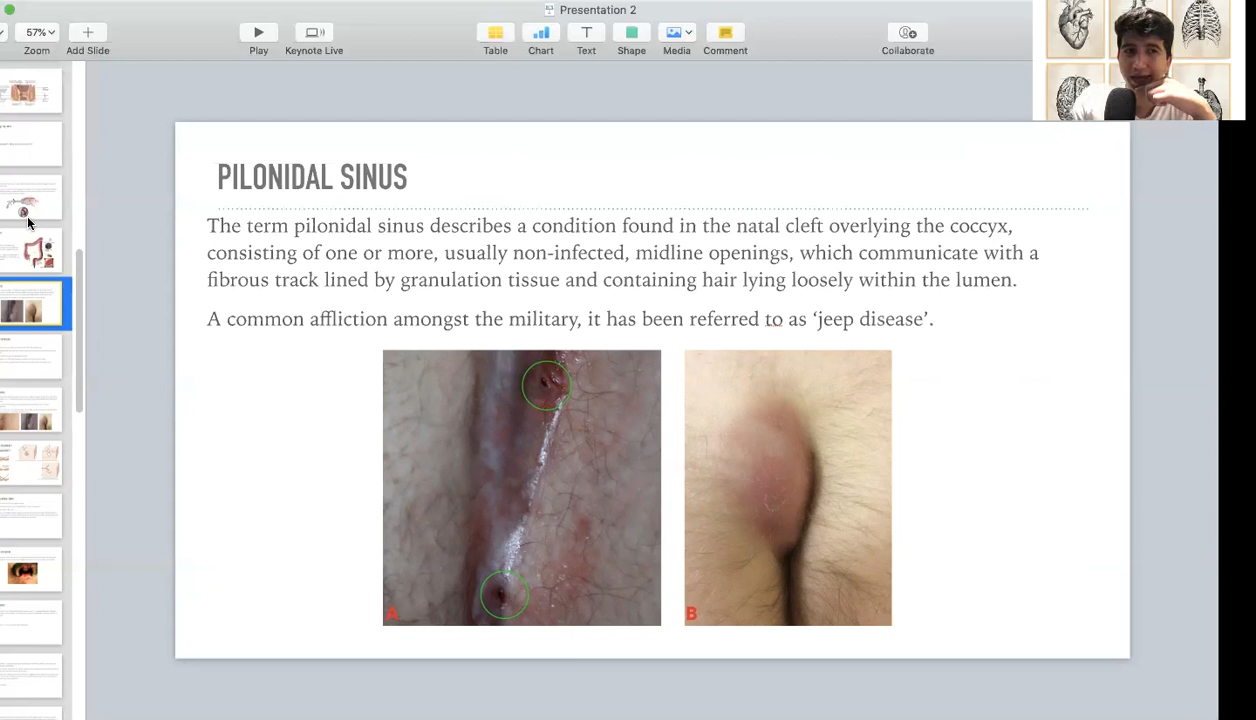 Presentation 2
57%
Zoom
Add Slide
Play
Keynote Live
Table
Chart
Text
Shape
Media
Comment
Collaborate
PILONIDAL SINUS
The term pilonidal sinus describes a condition found in the natal cleft overlying the coccyx,
consisting of one or more, usually non-infected, midline openings, which communicate with a
fibrous track lined by granulation tissue and containing hair lying loosely within the lumen.
A common affliction amongst the military, it has been referred to as ‘jeep disease’.
A
B